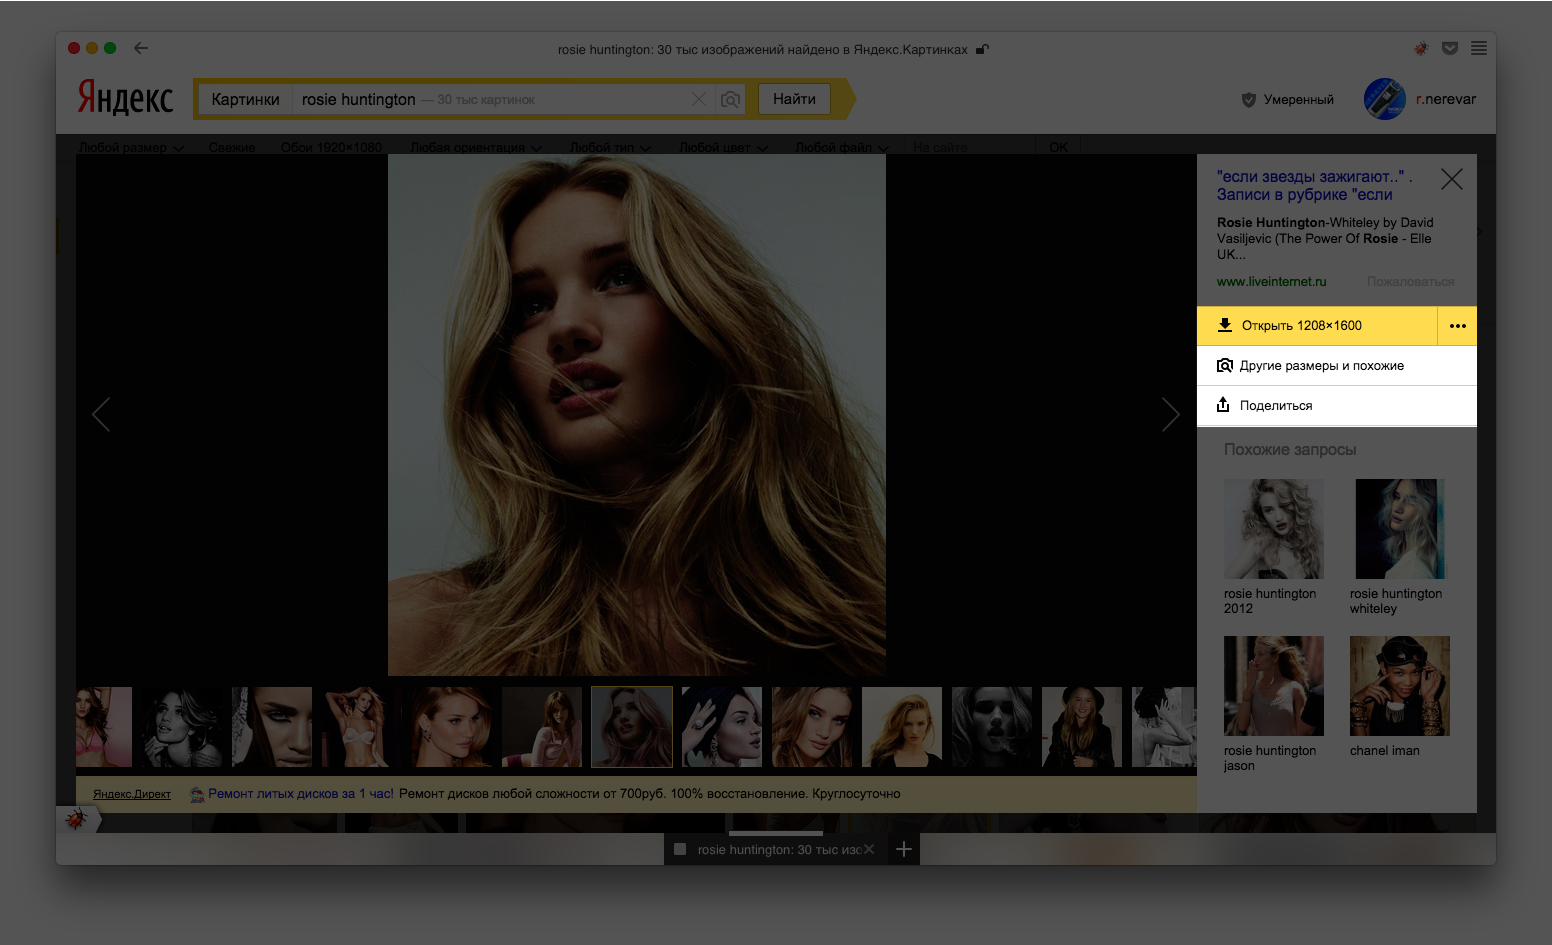 rosie huntington: 30 тыс изображений найдено в Яндекс.Картинках
Яндекс
Картинки
rosie huntington — 30 тыс картинок
Найти
Умеренный
r.nerevar
Любой размер
Свежие
Обои 1920×1080
Любая ориентация
Любой тип
Любой цвет
Любой файл
На сайте
OK
"если звезды зажигают.." .
Записи в рубрике "если
Rosie Huntington-Whiteley by David
Vasiljevic (The Power Of Rosie - Elle
UK...
www.liveinternet.ru
Пожаловаться
Открыть 1208×1600
Другие размеры и похожие
Поделиться
Похожие запросы
rosie huntington
2012
rosie huntington
whiteley
rosie huntington
jason
chanel iman
Яндекс.Директ
Ремонт литых дисков за 1 час! Ремонт дисков любой сложности от 700руб. 100% восстановление. Круглосуточно
rosie huntington: 30 тыс изо